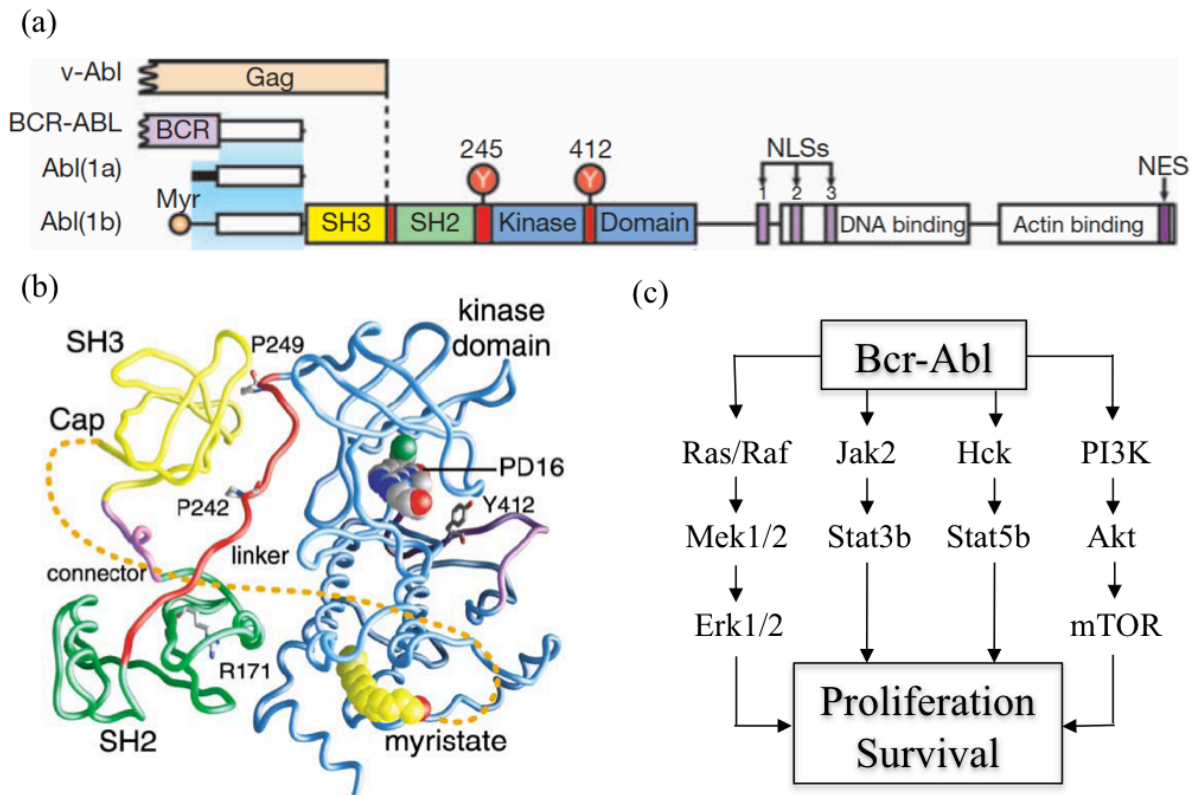 (a)
v-Abl
Gag
BCR-ABL
BCR
Abl(1a)
Myr
Abl(1b)
245
412
Y
Y
NLSs
1
2
3
NES
SH3
SH2
Kinase
Domain
DNA binding
Actin binding
(b)
SH3
P249
kinase
domain
Cap
PD16
P242
Y412
linker
connector
R171
SH2
myristate
(c)
Bcr-Abl
Ras/Raf
Jak2
Hck
PI3K
Mek1/2
Stat3b
Stat5b
Akt
Erk1/2
mTOR
Proliferation
Survival